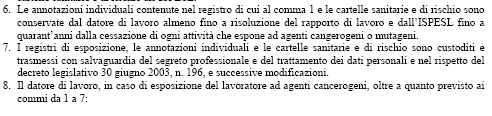 6. Le annotazioni individuali contenute nel registro di cui al comma 1 e le cartelle sanitarie e di rischio sono
conservate dal datore di lavoro almeno fino a risoluzione del rapporto di lavoro e dall'ISPESL fino a
quarant'anni dalla cessazione di ogni attività che espone ad agenti cangerogeni o mutageni.
7. I registri di esposizione, le annotazioni individuali e le cartelle sanitarie e di rischio sono custoditi e
trasmessi con salvaguardia del segreto professionale e del trattamento dei dati personali e nel rispetto del
decreto legislativo 30 giugno 2003, n. 196, e successive modificazioni.
8. Il datore di lavoro, in caso di esposizione del lavoratore ad agenti cancerogeni, oltre a quanto previsto ai
commi da 1 a 7: